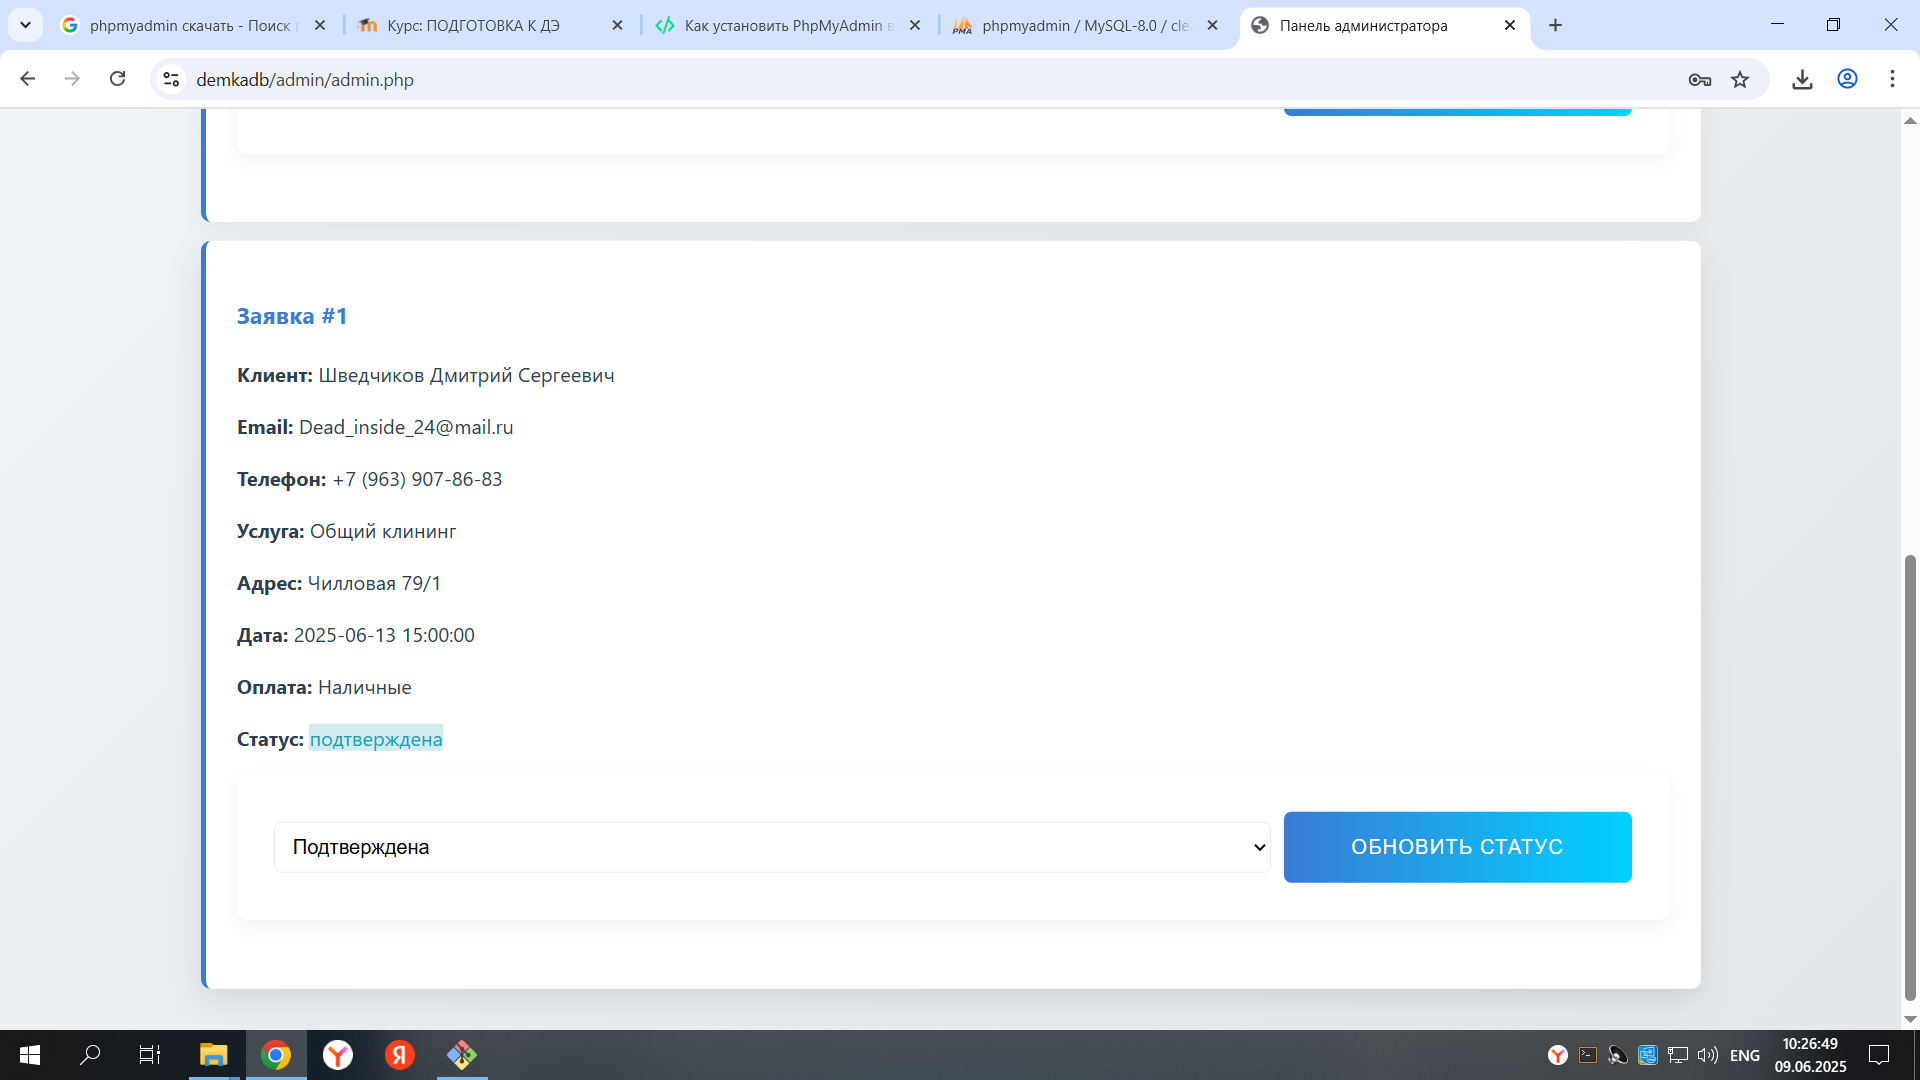 phpmyadmin скачать - Поиск в
Курс: ПОДГОТОВКА К ДЭ
Как установить PhpMyAdmin в
phpmyadmin / MySQL-8.0 / cle
Панель администратора
demkadb/admin/admin.php
Заявка #1
Клиент: Шведчиков Дмитрий Сергеевич
Email: Dead_inside_24@mail.ru
Телефон: +7 (963) 907-86-83
Услуга: Общий клининг
Адрес: Чилловая 79/1
Дата: 2025-06-13 15:00:00
Оплата: Наличные
Статус: подтверждена
Подтверждена
ОБНОВИТЬ СТАТУС
ENG
10:26:49
09.06.2025